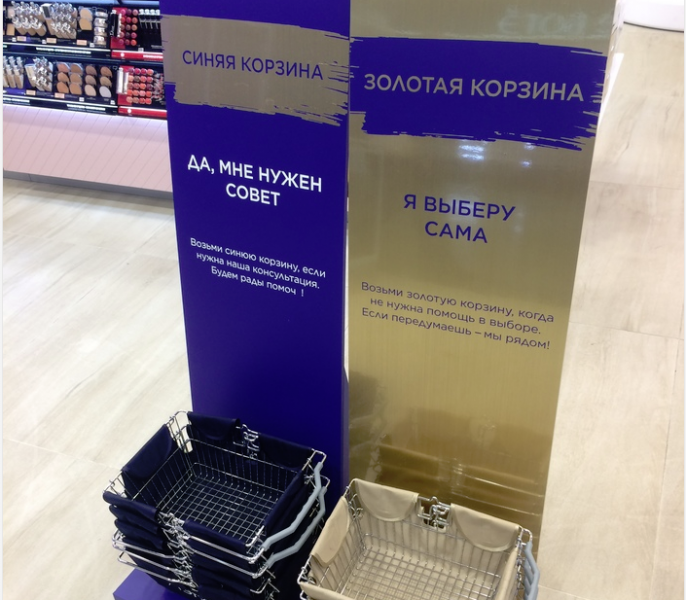 СИНЯЯ КОРЗИНА
ДА, МНЕ НУЖЕН
СОВЕТ
Возьми синюю корзину, если
нужна наша консультация.
Будем рады помоч !
ЗОЛОТАЯ КОРЗИНА
Я ВЫБЕРУ
САМА
Возьми золотую корзину, когда
не нужна помощь в выборе.
Если передумаешь – мы рядом!